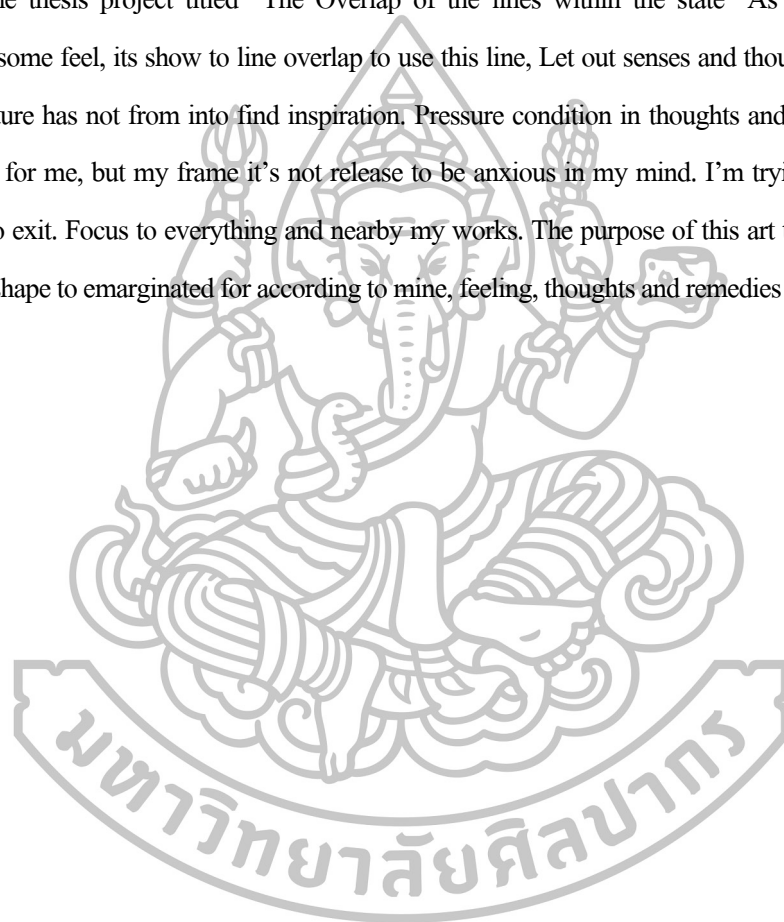 he thesis project titled "The Overlap of the lines within the state" As
some feel, its show to line overlap to use this line, Let out senses and thou
ture has not from into find inspiration. Pressure condition in thoughts and
for me, but my frame it's not release to be anxious in my mind. I'm tryi
o exit. Focus to everything and nearby my works. The purpose of this art
shape to emarginated for according to mine, feeling, thoughts and remedies
มหาวิทยาลัยศิลปากร